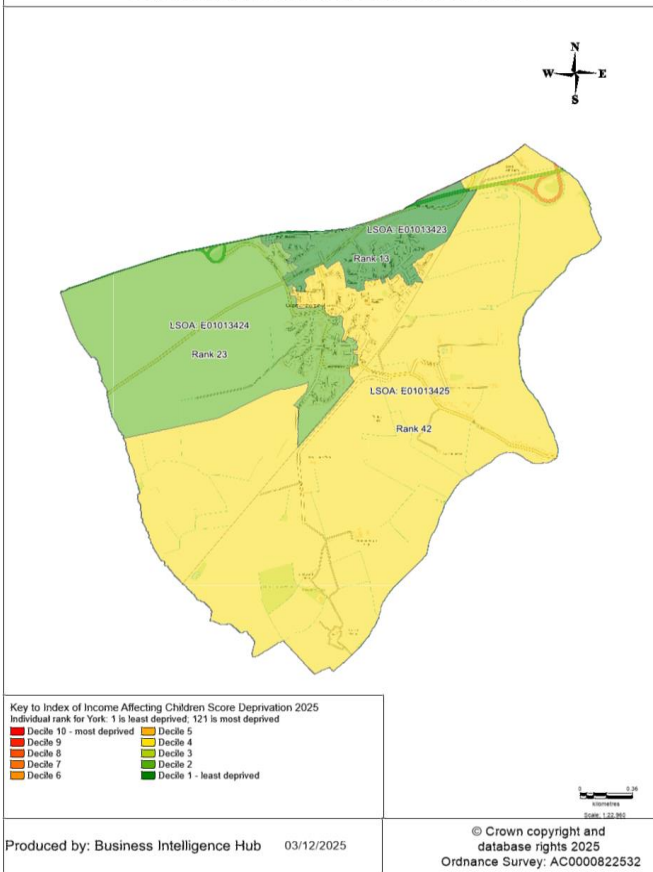 N
W E
S
LSOA: E01013423
Rank 13
LSOA: E01013424
Rank 23
LSOA: E01013425
Rank 42
Key to Index of Income Affecting Children Score Deprivation 2025
Individual rank for York: 1 is least deprived; 121 is most deprived
Decile 10 - most deprived
Decile 9
Decile 8
Decile 7
Decile 6
Decile 5
Decile 4
Decile 3
Decile 2
Decile 1 - least deprived
0 0.36
kilometres
Scale: 1:22,860
Produced by: Business Intelligence Hub 03/12/2025
© Crown copyright and
database rights 2025
Ordnance Survey: AC0000822532